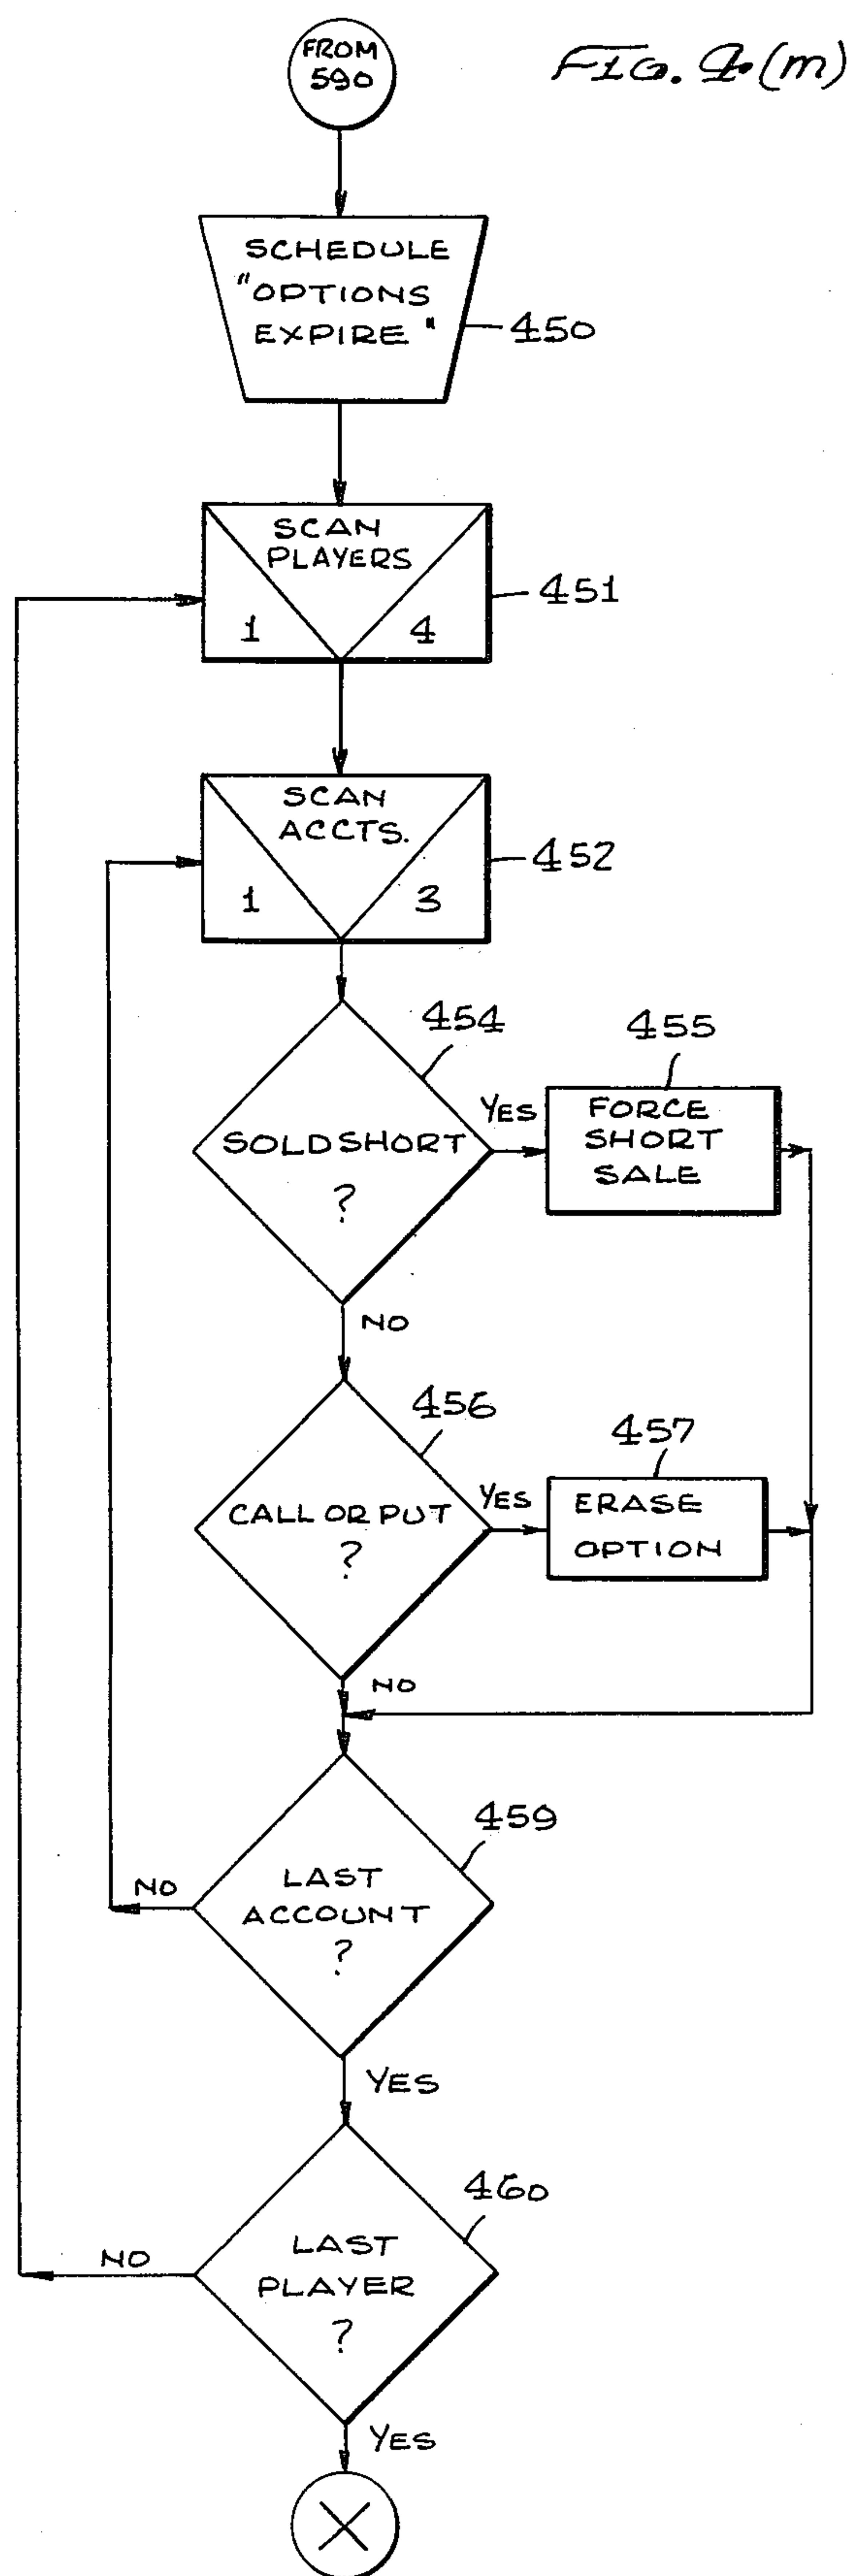 FROM
590
FIG. 9.(m)
SCHEDULE
"OPTIONS
EXPIRE"
450
SCAN
PLAYERS
1
4
451
SCAN
ACCTS.
1
3
452
454
SOLD SHORT
?
YES
455
FORCE
SHORT
SALE
NO
456
CALL OR PUT
?
YES
457
ERASE
OPTION
NO
459
LAST
ACCOUNT
?
NO
YES
460
LAST
PLAYER
?
NO
YES
X